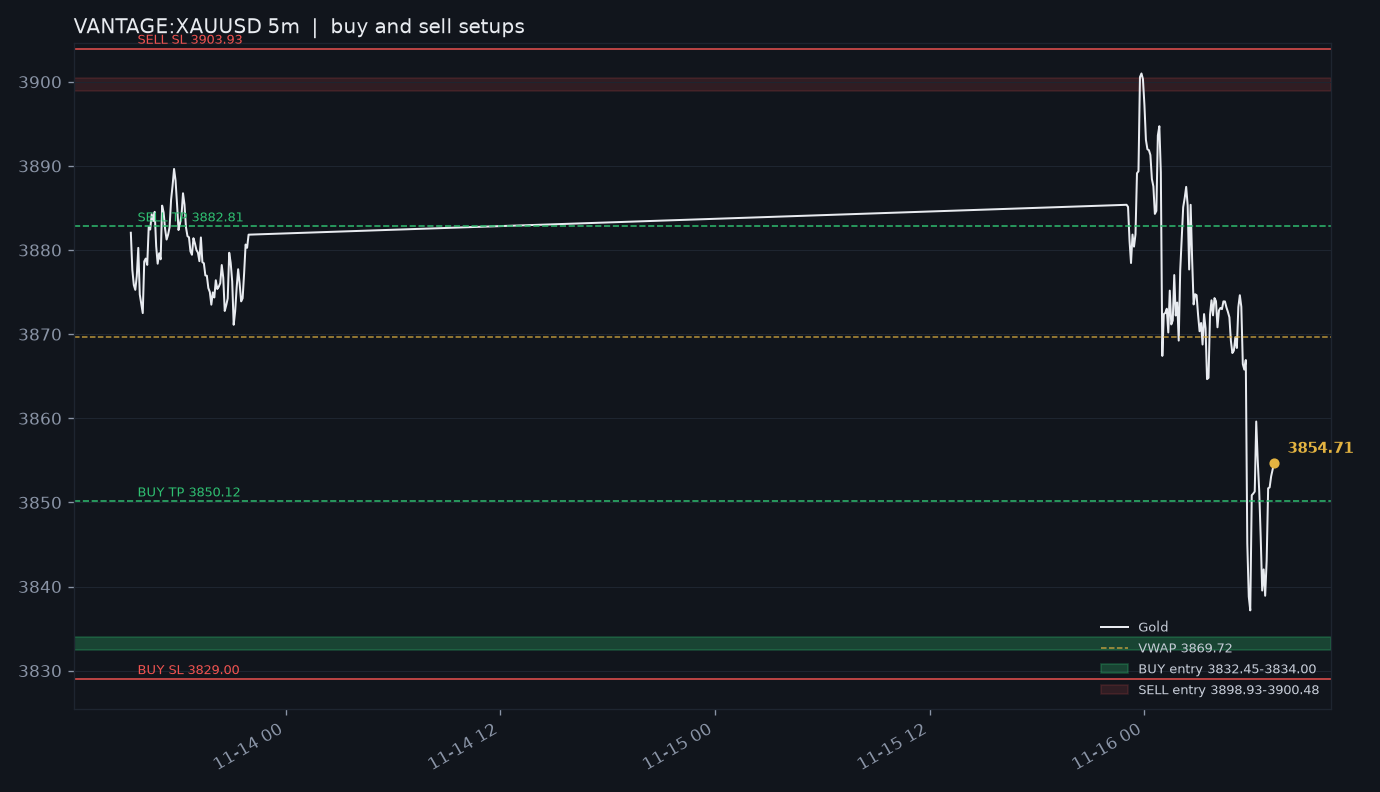 VANTAGE:XAUUSD 5m | buy and sell setups
SELL SL 3903.93
3900
3890
SELL TP 3882.81
3880
3870
3860
3854.71
BUY TP 3850.12
3850
3840
Gold
VWAP 3869.72
BUY entry 3832.45-3834.00
SELL entry 3898.93-3900.48
3830
BUY SL 3829.00
11-14 00
11-14 12
11-15 00
11-15 12
11-16 00